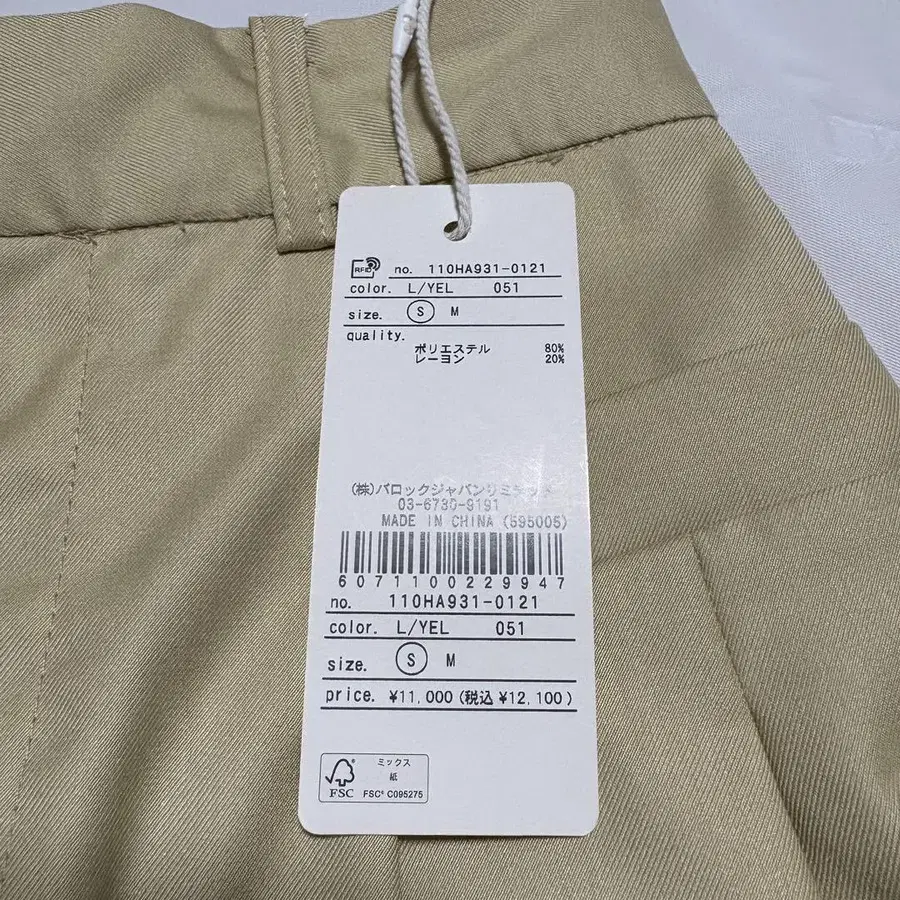 RFID no. 110HA931-0121
color. L/YEL 051
size. S M
quality.
ポリエステル 80%
レーヨン 20%
(株)バロックジャパンリミテッド
03-6730-9191
MADE IN CHINA (595005)
6071100229947
no. 110HA931-0121
color. L/YEL 051
size. S M
price. ¥11,000(税込¥12,100)
ミックス
紙
FSC FSC® C095275